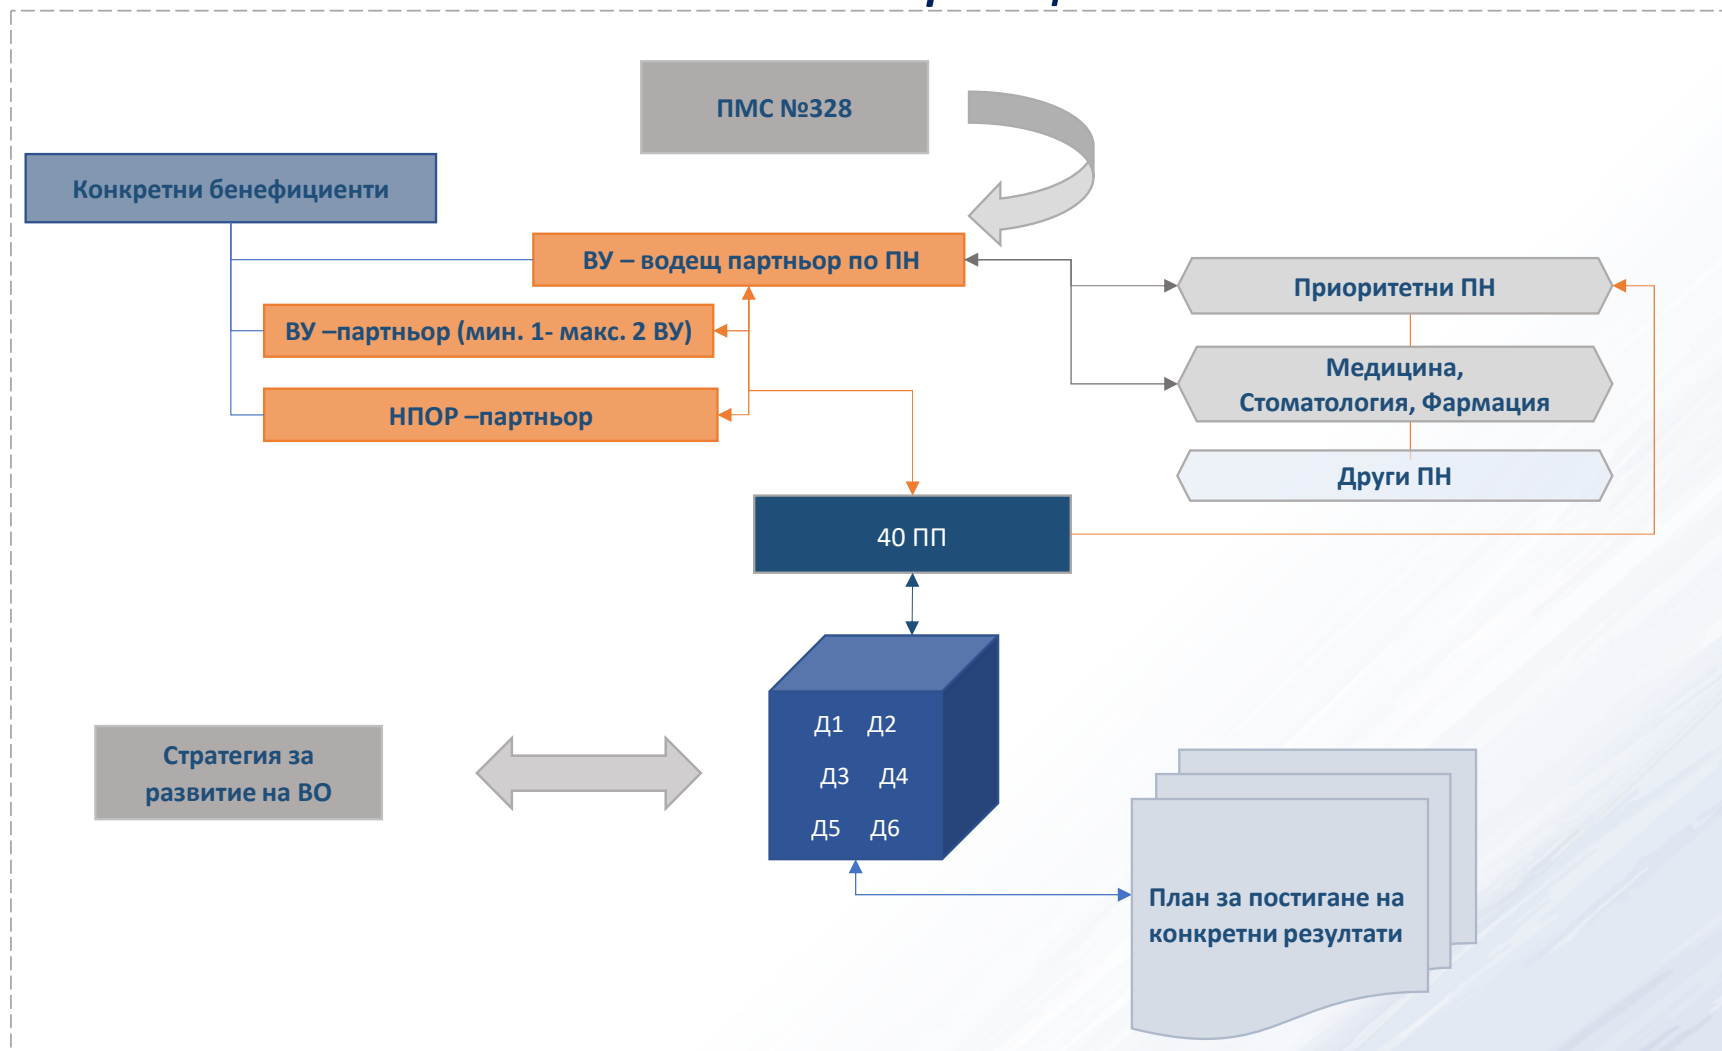 ПМС №328
Конкретни бенефициенти
ВУ – водещ партньор по ПН
ВУ –партньор (мин. 1- макс. 2 ВУ)
НПОР –партньор
Приоритетни ПН
Медицина,
Стоматология, Фармация
Други ПН
40 ПП
Д1 Д2
Д3 Д4
Д5 Д6
Стратегия за
развитие на ВО
План за постигане на
конкретни резултати